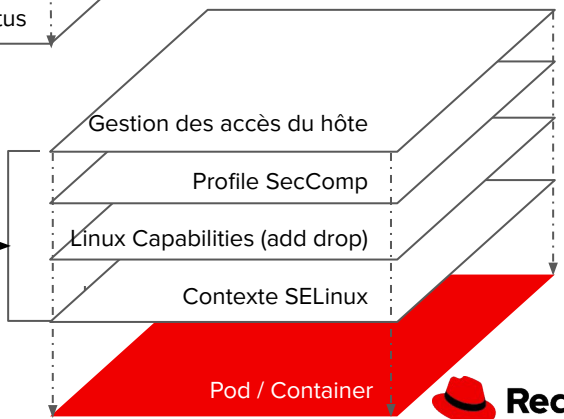 tus
Gestion des accès du hôte
Profile SecComp
Linux Capabilities (add drop)
Contexte SELinux
Pod / Container
Rec